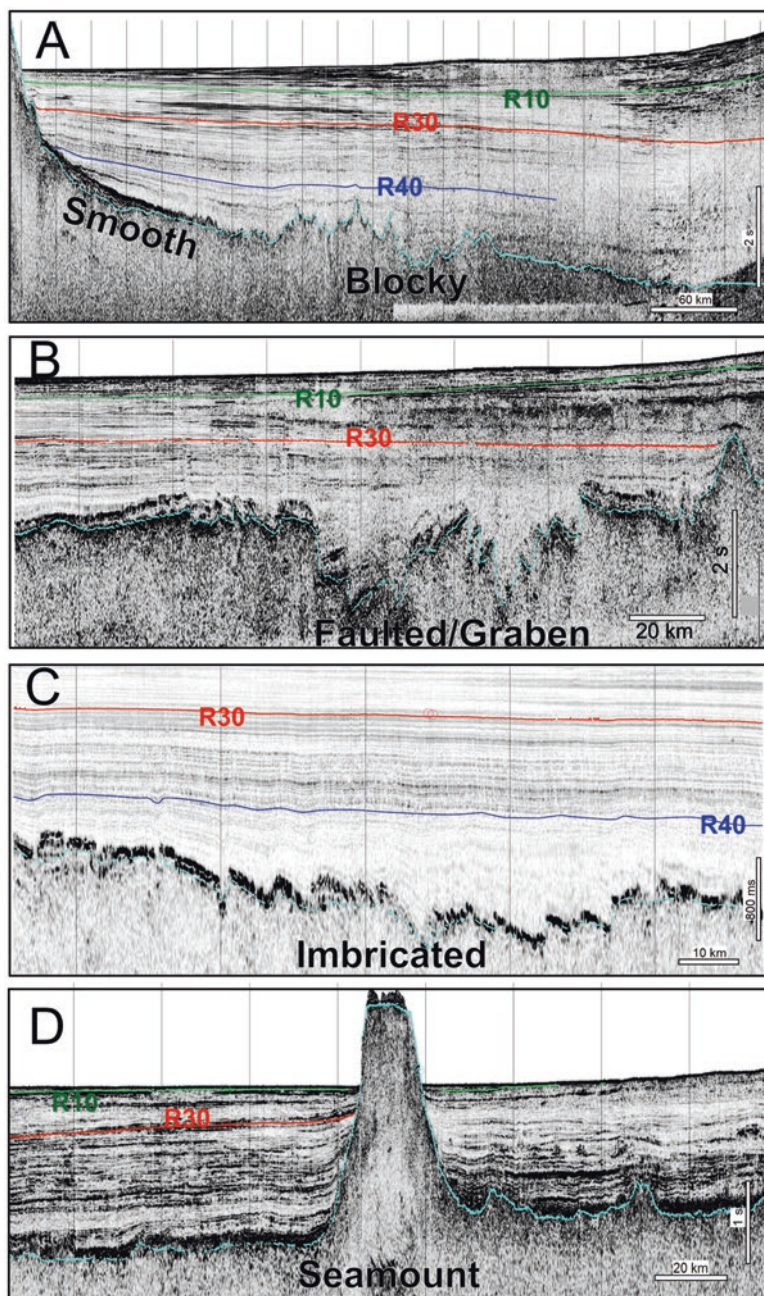 A
R10
R30
R40
Smooth
Blocky
2 s
60 km
B
R10
R30
2 s
20 km
Faulted/Graben
C
R30
R40
800 ms
10 km
Imbricated
D
R10
R30
1 s
20 km
Seamount